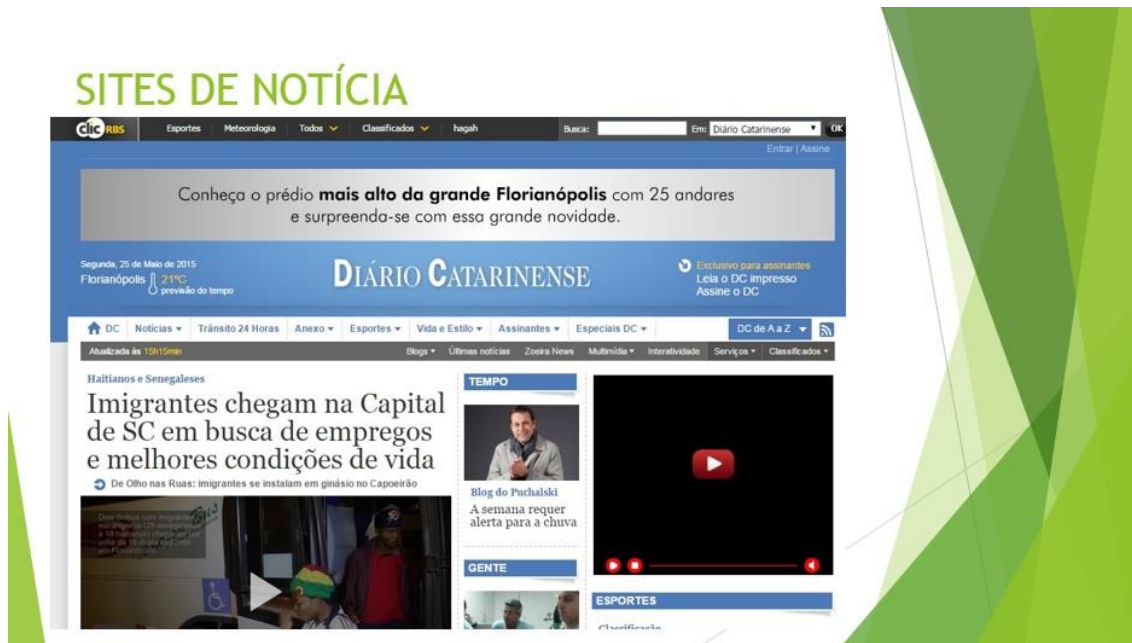 SITES DE NOTÍCIA
clic RBS Esportes Meteorologia Todos Classificados hagah Busca: Em: Diário Catarinense OK
Entrar | Assine
Conheça o prédio mais alto da grande Florianópolis com 25 andares
e surpreenda-se com essa grande novidade.
Segunda, 25 de Maio de 2015
Florianópolis 21ºC
previsão do tempo
DIÁRIO CATARINENSE
Exclusivo para assinantes
Leia o DC impresso
Assine o DC
DC Notícias Trânsito 24 Horas Anexo Esportes Vida e Estilo Assinantes Especiais DC DC de A a Z
Atualizada às 15h15min Blogs Últimas notícias Zoeira News Multimídia Interatividade Serviços Classificados
Haitianos e Senegaleses
Imigrantes chegam na Capital
de SC em busca de empregos
e melhores condições de vida
De Olho nas Ruas: imigrantes se instalam em ginásio no Capoeirão
TEMPO
Blog do Puchalski
A semana requer
alerta para a chuva
GENTE
ESPORTES
Classificação